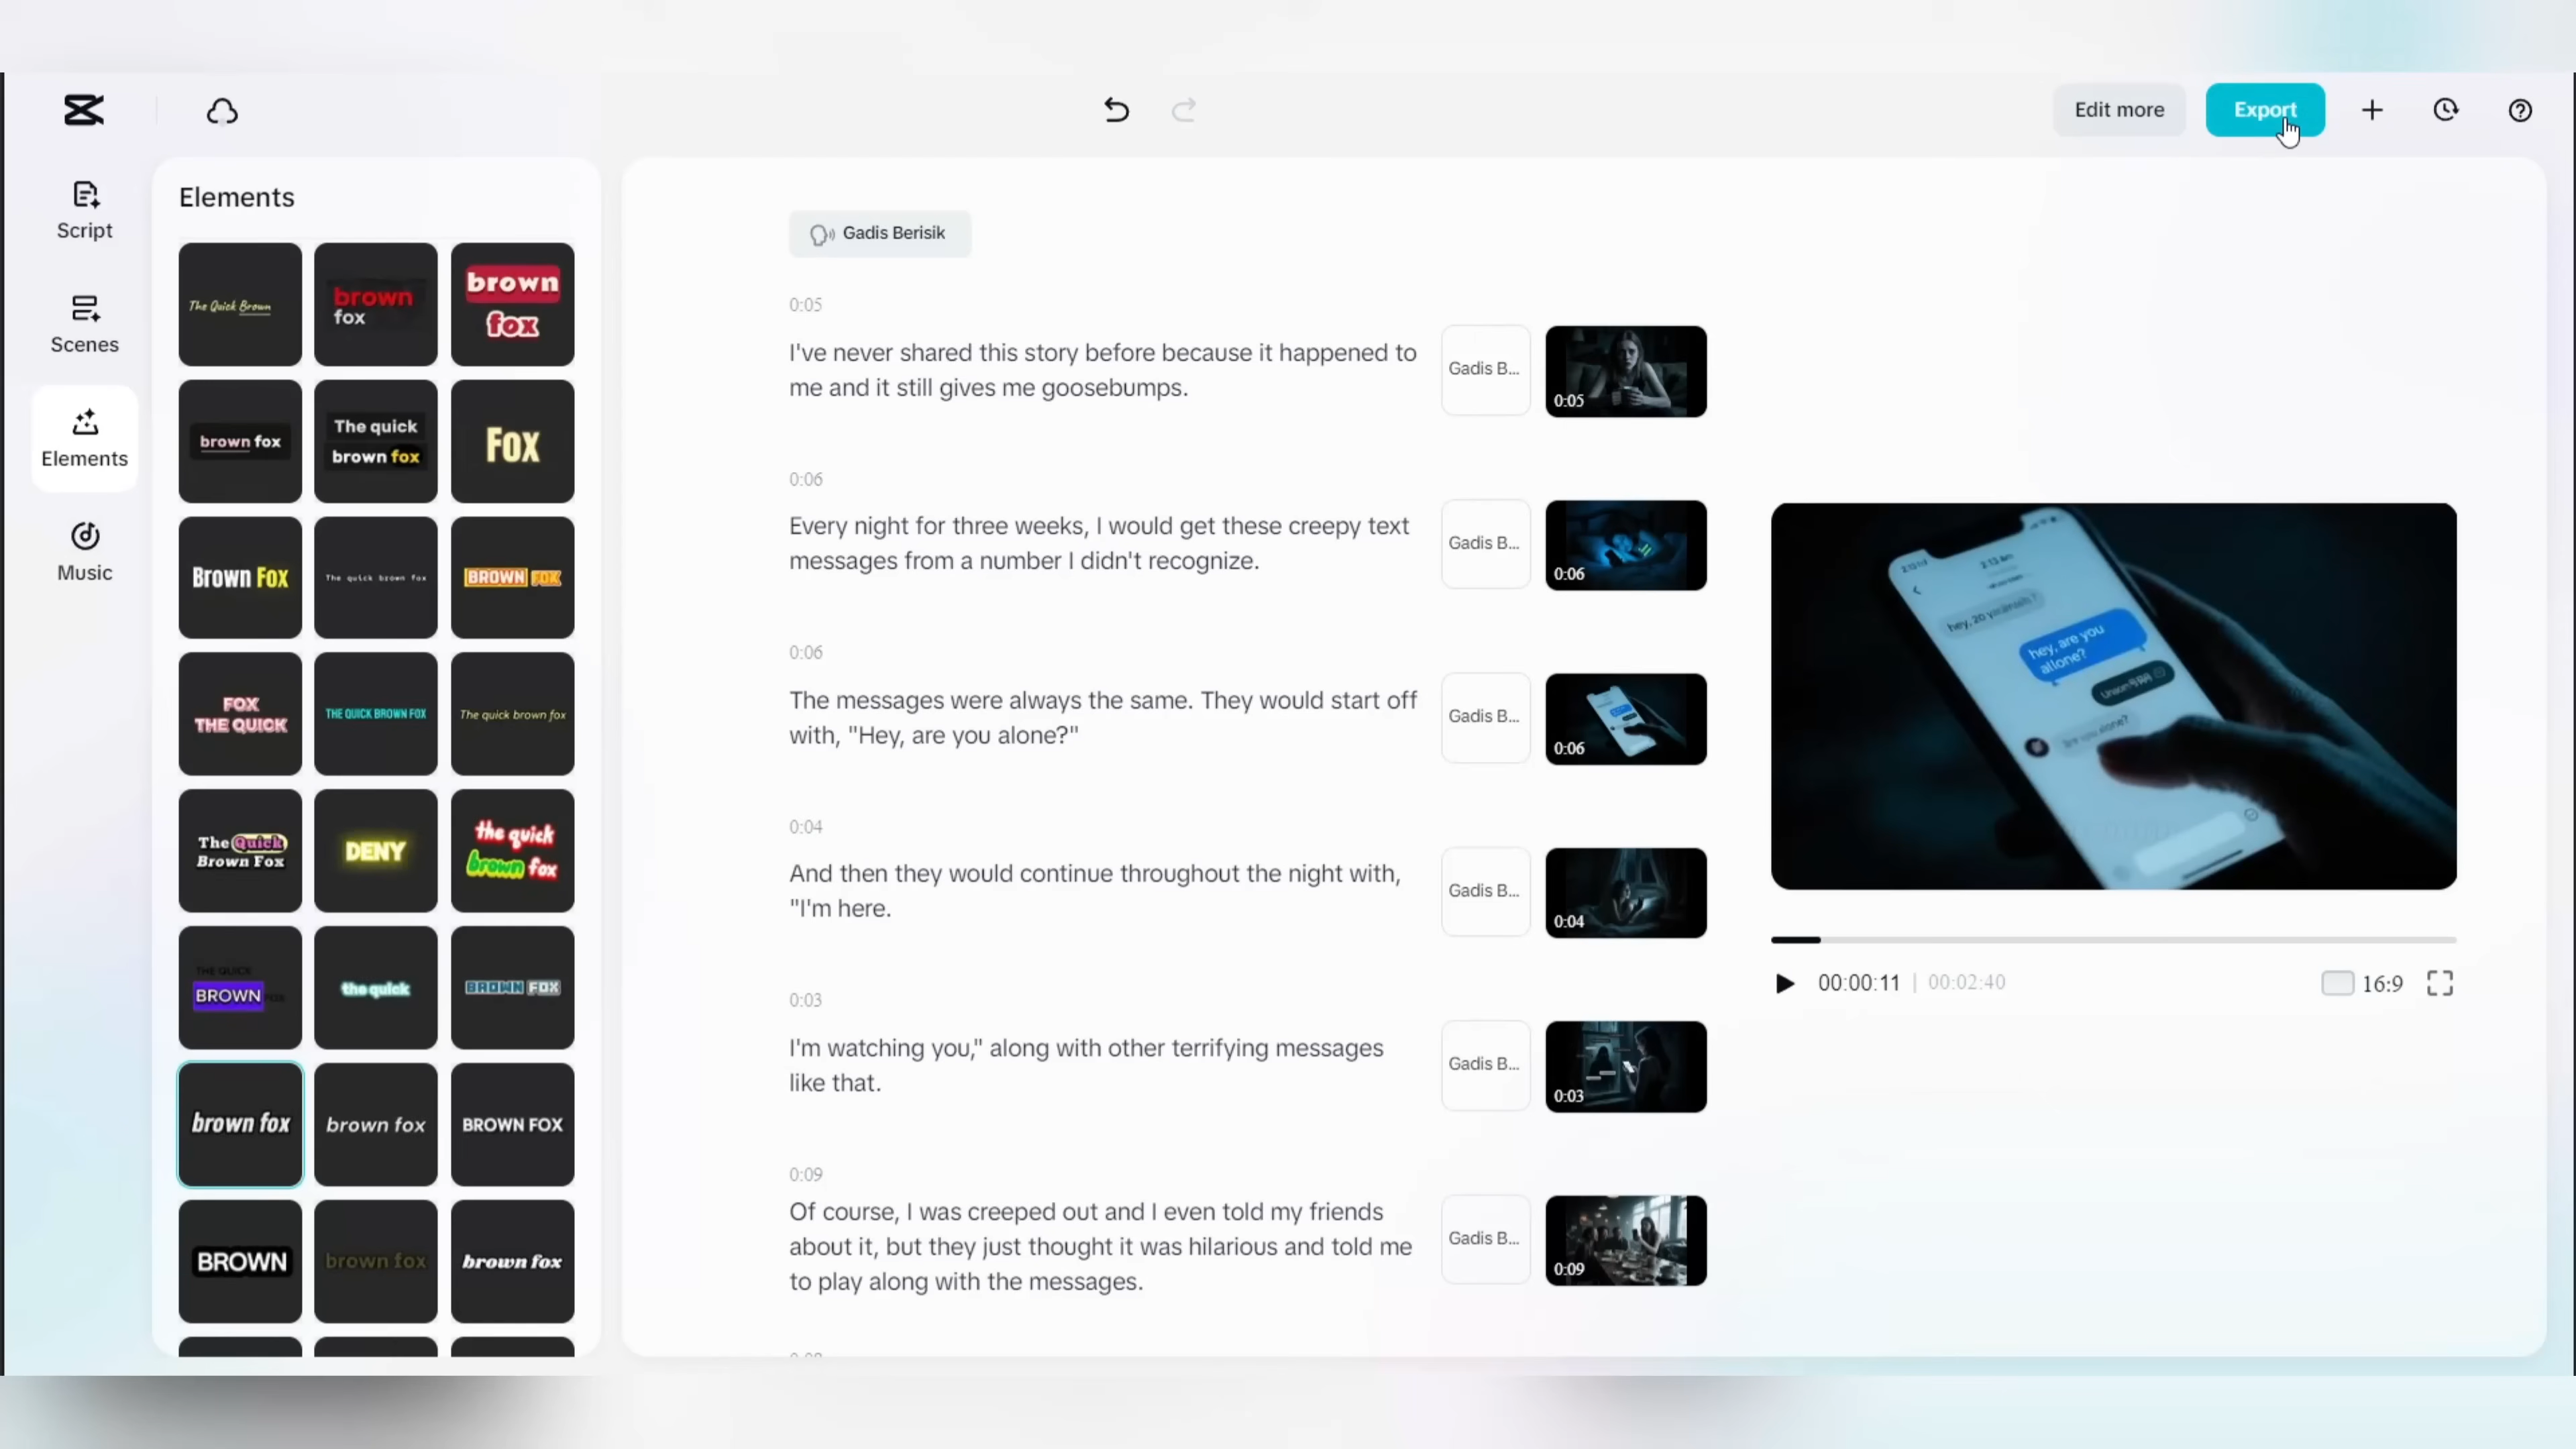 Edit more
Export
Script
Scenes
Elements
Music
Elements
The Quick Brown
brown
fox
brown
fox
brown fox
The quick
brown fox
Fox
Brown Fox
The quick brown fox
BROWN FOX
FOX
THE QUICK
THE QUICK BROWN FOX
The quick brown fox
The Quick
Brown Fox
DENY
the quick
brown fox
THE QUICK
BROWN FOX
the quick
BROWN FOX
brown fox
brown fox
BROWN FOX
BROWN
brown fox
brown fox
Gadis Berisik
0:05
I've never shared this story before because it happened to
me and it still gives me goosebumps.
Gadis B...
0:05
0:06
Every night for three weeks, I would get these creepy text
messages from a number I didn't recognize.
Gadis B...
0:06
0:06
The messages were always the same. They would start off
with, "Hey, are you alone?"
Gadis B...
0:06
0:04
And then they would continue throughout the night with,
"I'm here.
Gadis B...
0:04
0:03
I'm watching you," along with other terrifying messages
like that.
Gadis B...
0:03
0:09
Of course, I was creeped out and I even told my friends
about it, but they just thought it was hilarious and told me
to play along with the messages.
Gadis B...
0:09
hey, are you
allone?
are you alone?
00:00:11 | 00:02:40
16:9